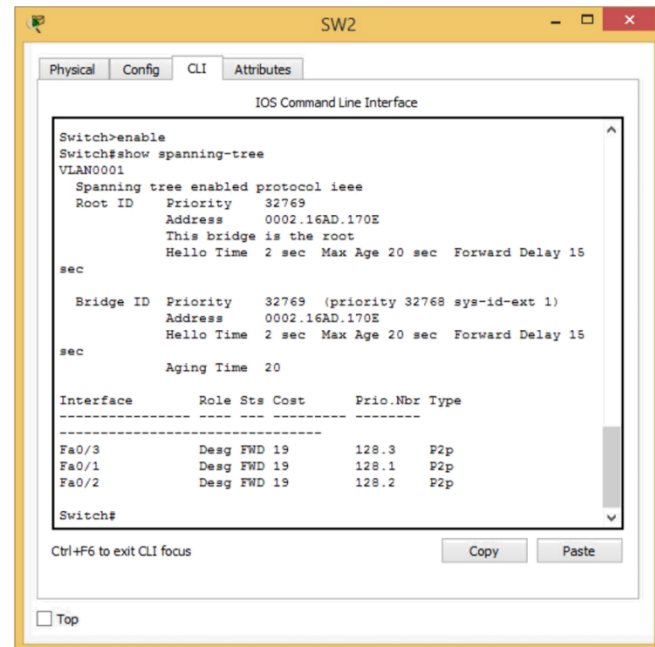 SW2
Physical Config CLI Attributes
IOS Command Line Interface
Switch>enable
Switch#show spanning-tree
VLAN0001
  Spanning tree enabled protocol ieee
  Root ID    Priority    32769
             Address     0002.16AD.170E
             This bridge is the root
             Hello Time  2 sec  Max Age 20 sec  Forward Delay 15
sec

  Bridge ID  Priority    32769  (priority 32768 sys-id-ext 1)
             Address     0002.16AD.170E
             Hello Time  2 sec  Max Age 20 sec  Forward Delay 15
sec
             Aging Time  20

Interface        Role Sts Cost      Prio.Nbr Type
---------------- ---- --- --------- --------
--------------------------------
Fa0/3            Desg FWD 19        128.3    P2p
Fa0/1            Desg FWD 19        128.1    P2p
Fa0/2            Desg FWD 19        128.2    P2p

Switch#
Ctrl+F6 to exit CLI focus Copy Paste
Top